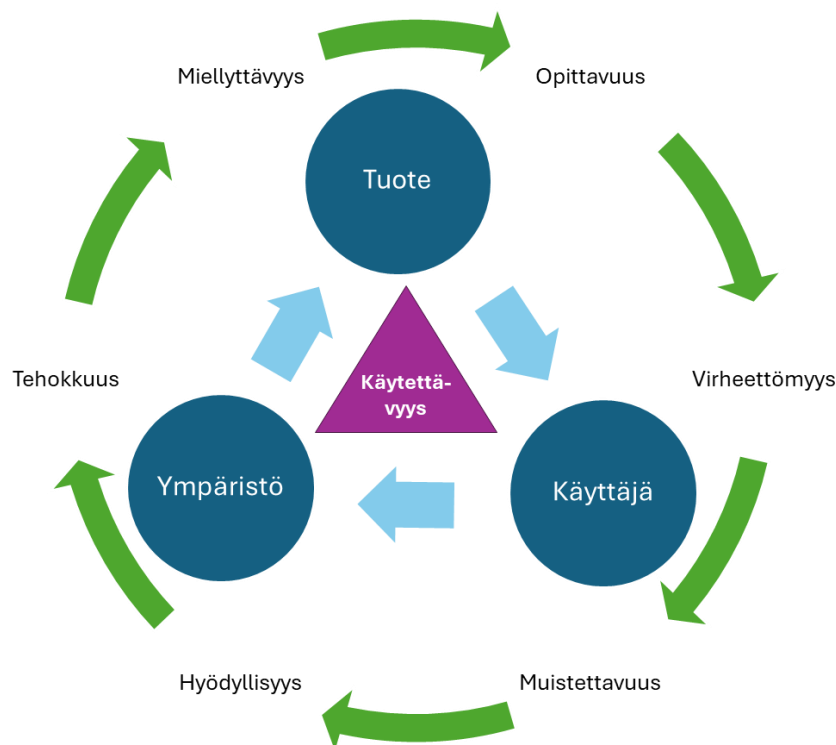 Miellyttävyys
Opittavuus
Tuote
Tehokkuus
Käytettä-
vyys
Virheettömyys
Ympäristö
Käyttäjä
Hyödyllisyys
Muistettavuus